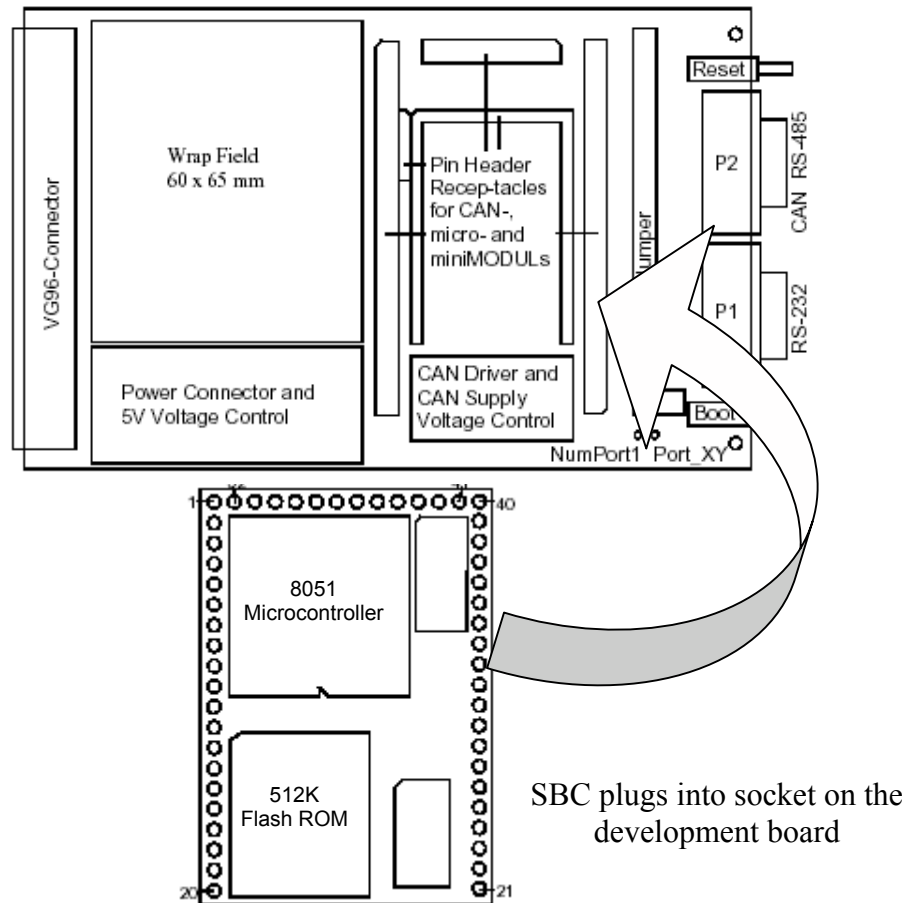 VG96-Connector
Wrap Field
60 x 65 mm
Power Connector and
5V Voltage Control
Pin Header
Recep-tacles
for CAN-,
micro- and
miniMODULs
CAN Driver and
CAN Supply
Voltage Control
Reset
P2
CAN RS-485
P1
RS-232
Boot
NumPort1 Port_XY
1
40
8051
Microcontroller
512K
Flash ROM
20
21
SBC plugs into socket on the
development board